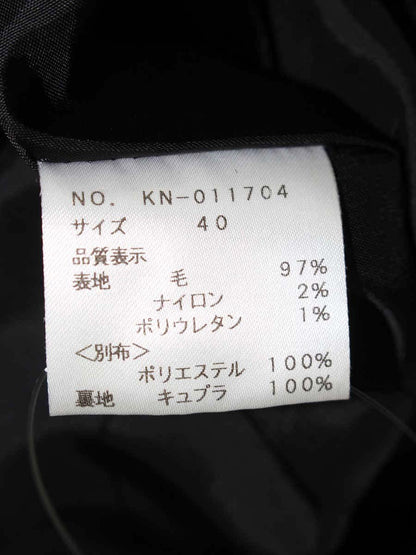 NO. KN-011704
サイズ 40
品質表示
表地 毛 97%
ナイロン 2%
ポリウレタン 1%
<別布>
ポリエステル 100%
裏地 キュプラ 100%